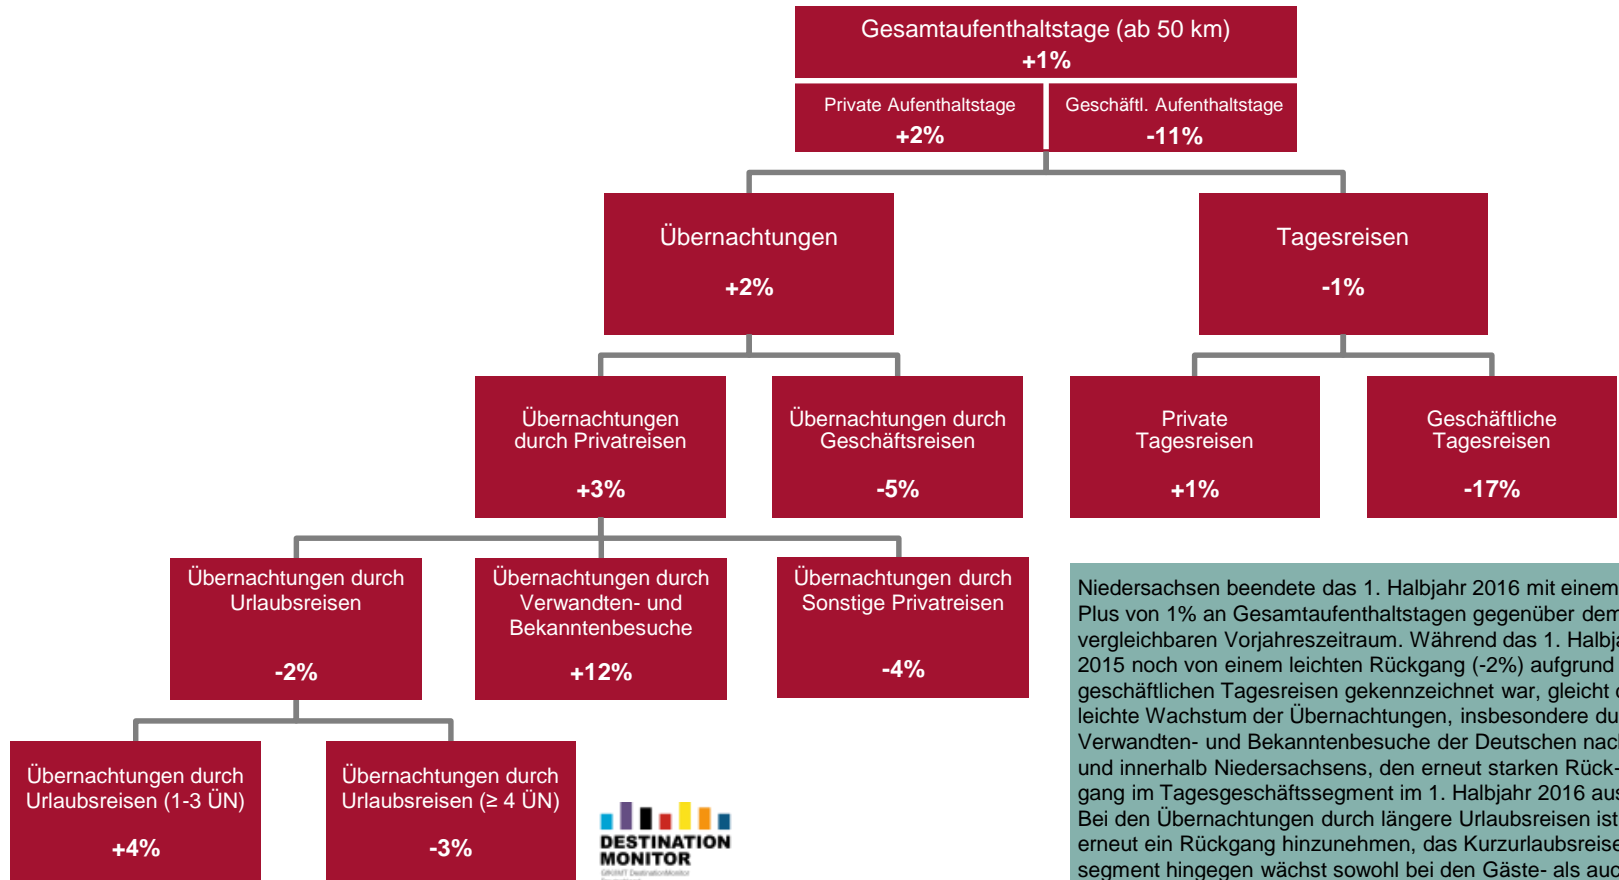 Gesamtaufenthaltstage (ab 50 km)
+1%
Private Aufenthaltstage
+2%
Geschäftl. Aufenthaltstage
-11%
Übernachtungen
+2%
Tagesreisen
-1%
Übernachtungen
durch Privatreisen
+3%
Übernachtungen durch
Geschäftsreisen
-5%
Private
Tagesreisen
+1%
Geschäftliche
Tagesreisen
-17%
Übernachtungen durch
Urlaubsreisen
-2%
Übernachtungen durch
Verwandten- und
Bekanntenbesuche
+12%
Übernachtungen durch
Sonstige Privatreisen
-4%
Übernachtungen durch
Urlaubsreisen (1-3 ÜN)
+4%
Übernachtungen durch
Urlaubsreisen (≥ 4 ÜN)
-3%
DESTINATION
MONITOR
GfK/IMT DestinationMonitor
Niedersachsen beendete das 1. Halbjahr 2016 mit einem
Plus von 1% an Gesamtaufenthaltstagen gegenüber dem
vergleichbaren Vorjahreszeitraum. Während das 1.
2015 noch von einem leichten Rückgang (-2%) aufgrund
geschäftlichen Tagesreisen gekennzeichnet war, gleicht
leichte Wachstum der Übernachtungen, insbesondere
Verwandten- und Bekanntenbesuche der Deutschen nach
und innerhalb Niedersachsens, den erneut starken Rück-
gang im Tagesgeschäftssegment im 1. Halbjahr 2016 aus
Bei den Übernachtungen durch längere Urlaubsreisen ist
erneut ein Rückgang hinzunehmen, das
segment hingegen wächst sowohl bei den Gäste- als auch